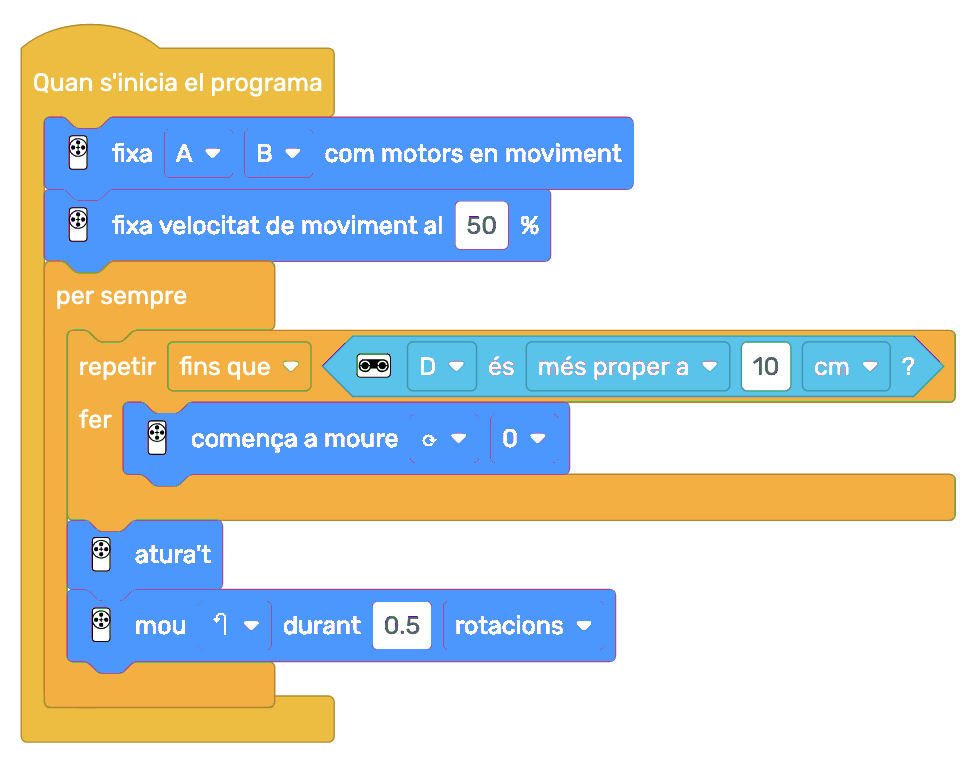 Quan s'inicia el programa
fixa A B com motors en moviment
fixa velocitat de moviment al 50 %
per sempre
repetir fins que D és més proper a 10 cm ?
fer
comença a moure 0
atura't
mou durant 0.5 rotacions